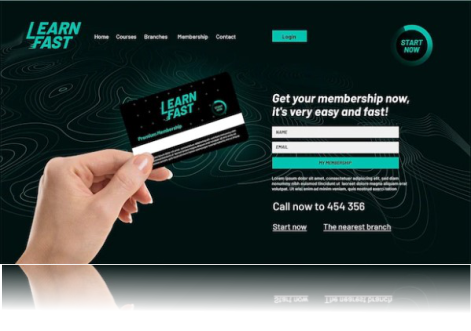 LEARN
FAST
Home Courses Branches Membership Contact
Login
START
NOW
LEARN
FAST
Premium Membership
Get your membership now,
it's very easy and fast!
NAME
EMAIL
MY MEMBERSHIP
Lorem ipsum dolor sit amet, consectetuer adipiscing elit, sed diam
nonummy nibh euismod tincidunt ut laoreet dolore magna aliquam erat
volutpat. Ut wisi enim ad minim veniam, quis nostrud exerci tation
Call now to 454 356
Start now The nearest branch